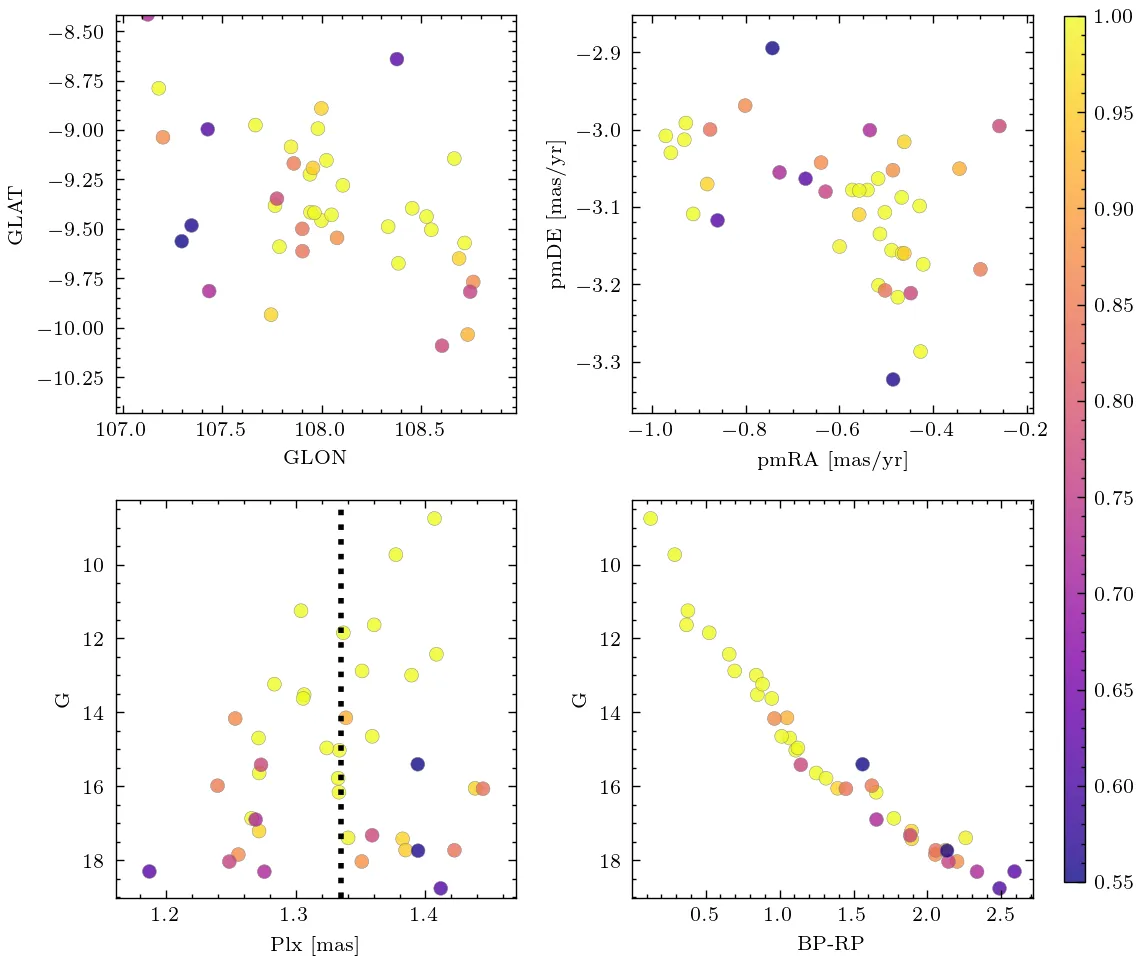 −8.50
−8.75
−9.00
−9.25
−9.50
−9.75
−10.00
−10.25
GLAT
107.0 107.5 108.0 108.5
GLON
−2.9
−3.0
−3.1
−3.2
−3.3
pmDE [mas/yr]
−1.0 −0.8 −0.6 −0.4 −0.2
pmRA [mas/yr]
10
12
14
16
18
G
1.2 1.3 1.4
Plx [mas]
10
12
14
16
18
G
0.5 1.0 1.5 2.0 2.5
BP-RP
1.00
0.95
0.90
0.85
0.80
0.75
0.70
0.65
0.60
0.55